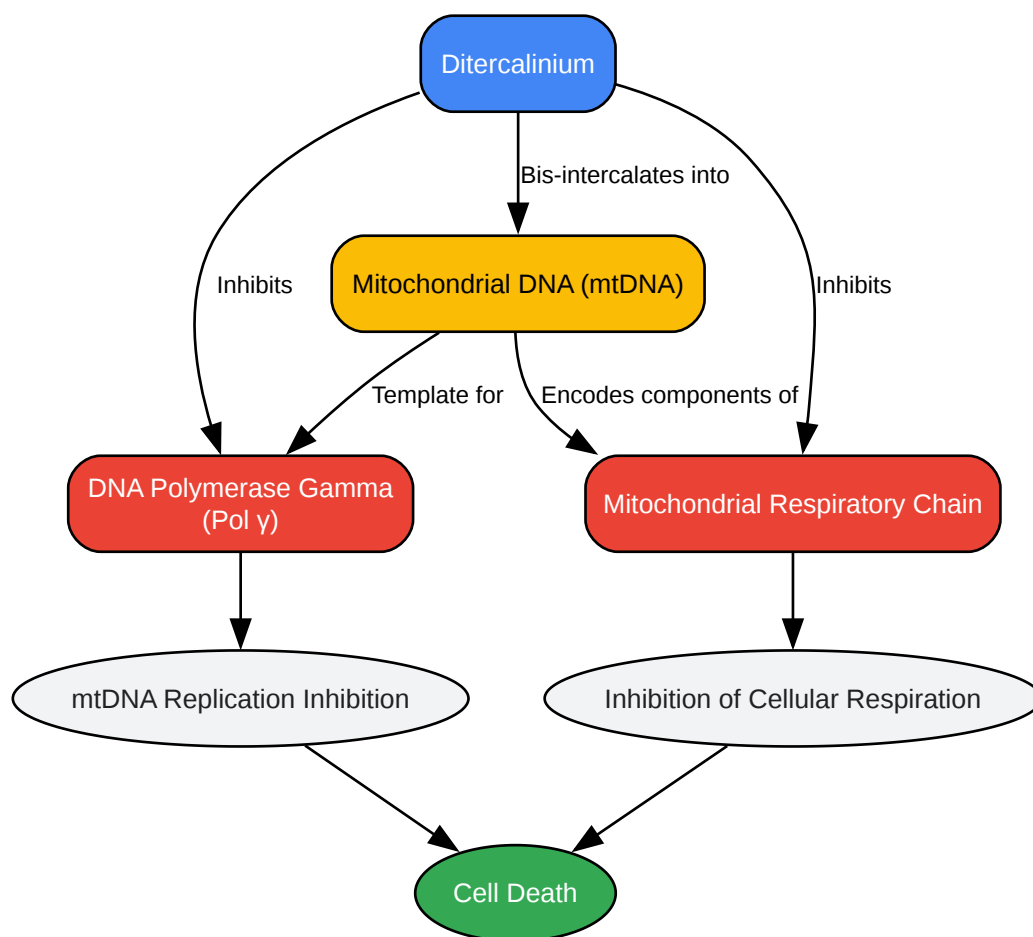 Ditercalinium
Bis-intercalates into
Inhibits
Mitochondrial DNA (mtDNA)
Inhibits
Template for
Encodes components of
DNA Polymerase Gamma
(Pol γ)
Mitochondrial Respiratory Chain
mtDNA Replication Inhibition
Inhibition of Cellular Respiration
Cell Death